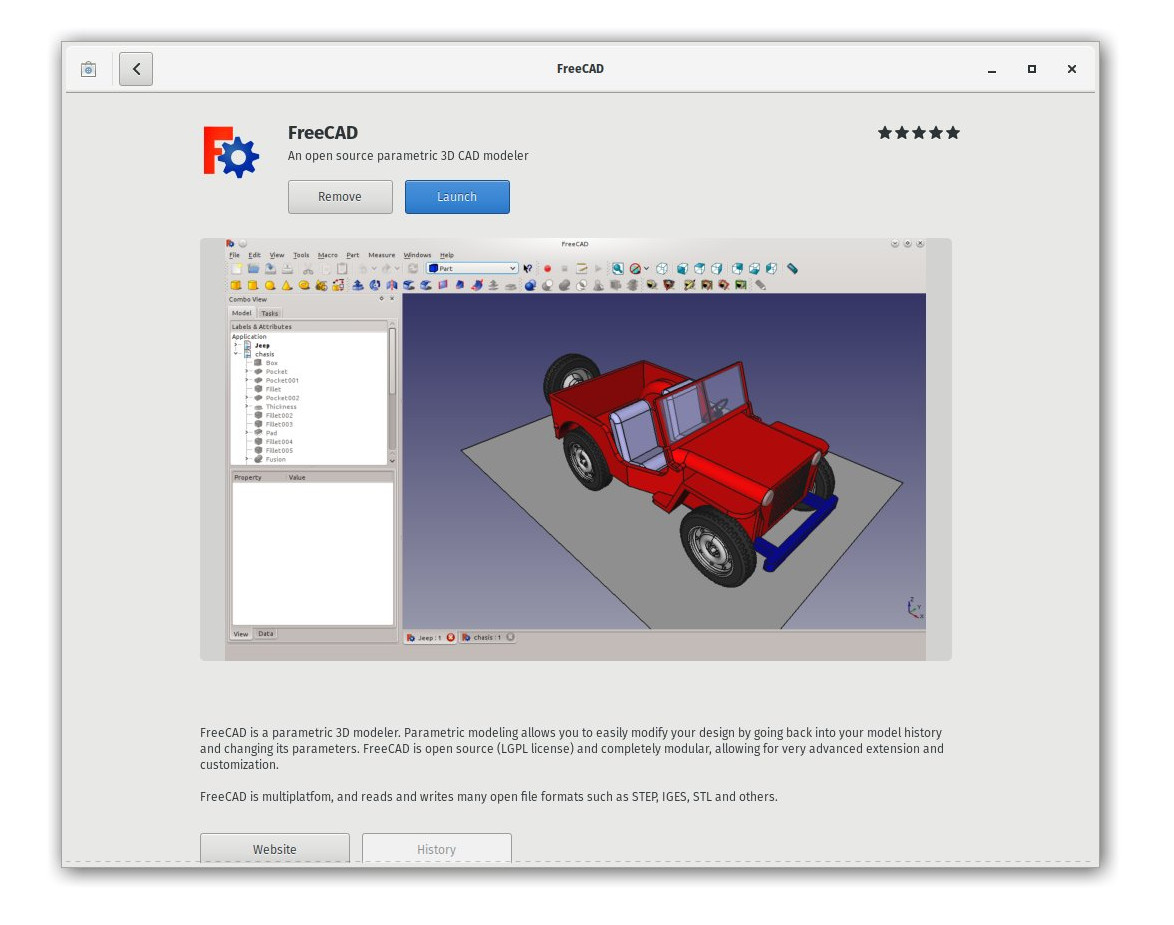 FreeCAD
FreeCAD
An open source parametric 3D CAD modeler
Remove
Launch
FreeCAD
File Edit View Tools Macro Part Measure Windows Help
Part
Combo View
Model Tasks
Labels & Attributes
Application
Jeep
chasis
Box
Pocket
Pocket001
Fillet
Pocket002
Thickness
Fillet002
Fillet003
Pad
Fillet004
Fillet005
Fusion
Property Value
View Data
Z
Y
X
Jeep : 1 chasis : 1
FreeCAD is a parametric 3D modeler. Parametric modeling allows you to easily modify your design by going back into your model history
and changing its parameters. FreeCAD is open source (LGPL license) and completely modular, allowing for very advanced extension and
customization.
FreeCAD is multiplatfom, and reads and writes many open file formats such as STEP, IGES, STL and others.
Website
History